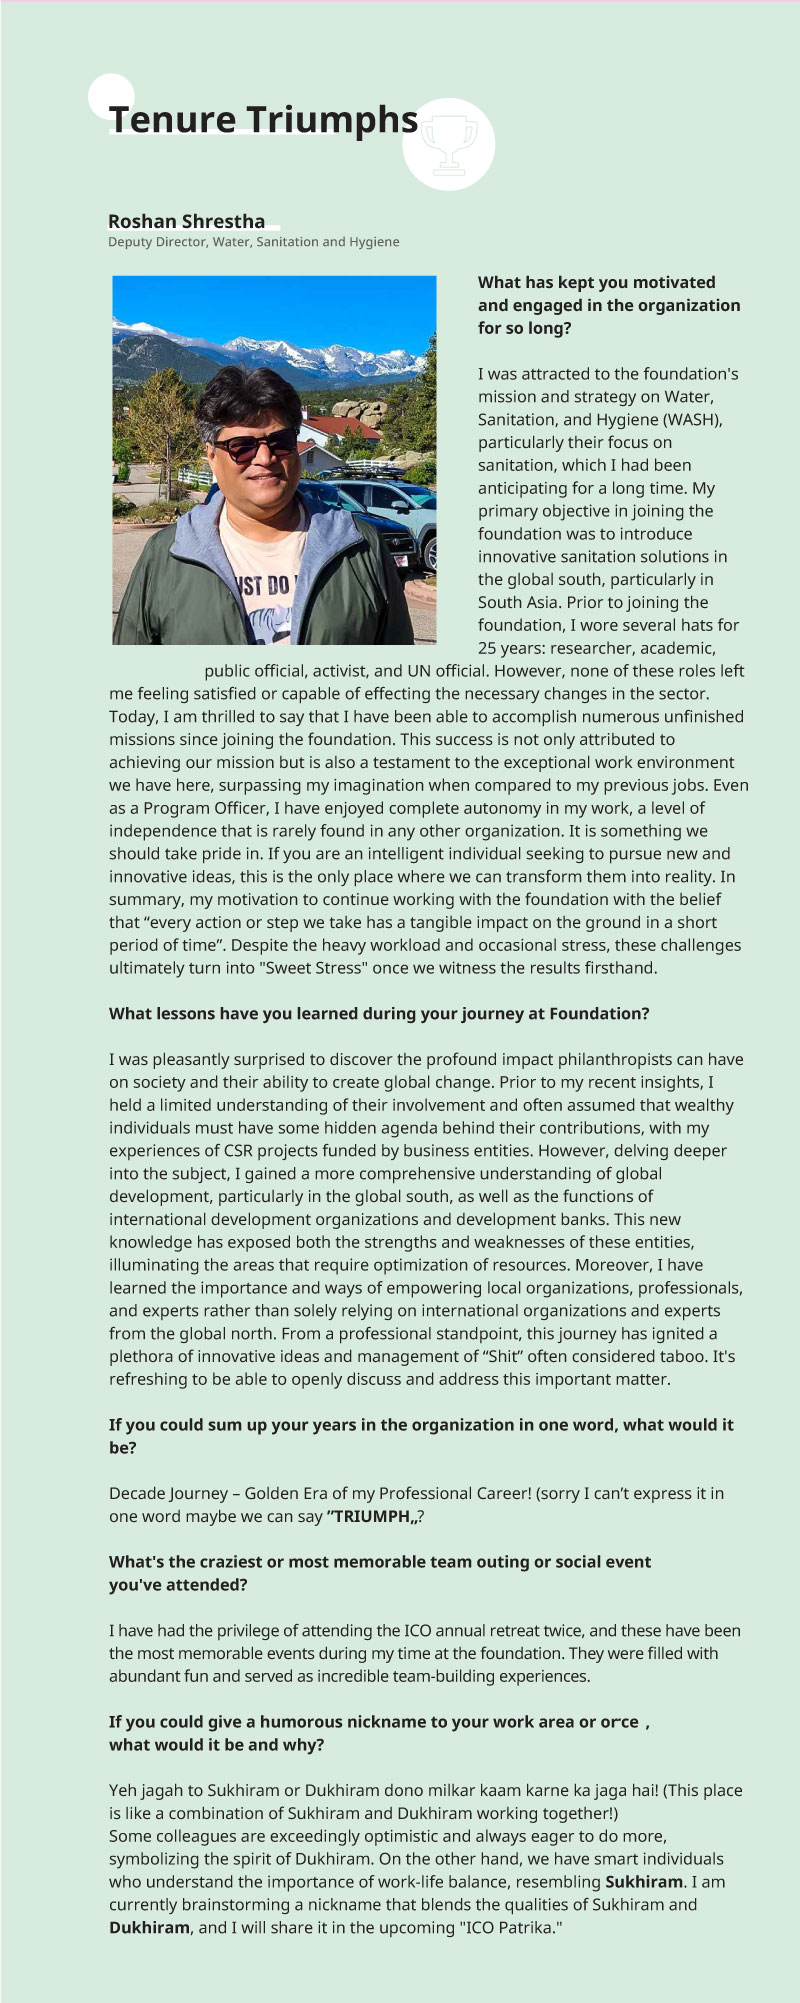 Tenure Triumphs
Roshan Shrestha
Deputy Director, Water, Sanitation and Hygiene
What has kept you motivated
and engaged in the organization
for so long?
I was attracted to the foundation's
mission and strategy on Water,
Sanitation, and Hygiene (WASH),
particularly their focus on
sanitation, which I had been
anticipating for a long time. My
primary objective in joining the
foundation was to introduce
innovative sanitation solutions in
the global south, particularly in
South Asia. Prior to joining the
foundation, I wore several hats for
25 years: researcher, academic,
public official, activist, and UN official. However, none of these roles left
me feeling satisfied or capable of effecting the necessary changes in the sector.
Today, I am thrilled to say that I have been able to accomplish numerous unfinished
missions since joining the foundation. This success is not only attributed to
achieving our mission but is also a testament to the exceptional work environment
we have here, surpassing my imagination when compared to my previous jobs. Even
as a Program Officer, I have enjoyed complete autonomy in my work, a level of
independence that is rarely found in any other organization. It is something we
should take pride in. If you are an intelligent individual seeking to pursue new and
innovative ideas, this is the only place where we can transform them into reality. In
summary, my motivation to continue working with the foundation with the belief
that “every action or step we take has a tangible impact on the ground in a short
period of time”. Despite the heavy workload and occasional stress, these challenges
ultimately turn into "Sweet Stress" once we witness the results firsthand.
What lessons have you learned during your journey at Foundation?
I was pleasantly surprised to discover the profound impact philanthropists can have
on society and their ability to create global change. Prior to my recent insights, I
held a limited understanding of their involvement and often assumed that wealthy
individuals must have some hidden agenda behind their contributions, with my
experiences of CSR projects funded by business entities. However, delving deeper
into the subject, I gained a more comprehensive understanding of global
development, particularly in the global south, as well as the functions of
international development organizations and development banks. This new
knowledge has exposed both the strengths and weaknesses of these entities,
illuminating the areas that require optimization of resources. Moreover, I have
learned the importance and ways of empowering local organizations, professionals,
and experts rather than solely relying on international organizations and experts
from the global north. From a professional standpoint, this journey has ignited a
plethora of innovative ideas and management of “Shit” often considered taboo. It's
refreshing to be able to openly discuss and address this important matter.
If you could sum up your years in the organization in one word, what would it
be?
Decade Journey – Golden Era of my Professional Career! (sorry I can’t express it in
one word maybe we can say ”TRIUMPH„?
What's the craziest or most memorable team outing or social event
you've attended?
I have had the privilege of attending the ICO annual retreat twice, and these have been
the most memorable events during my time at the foundation. They were filled with
abundant fun and served as incredible team-building experiences.
If you could give a humorous nickname to your work area or ,
what would it be and why?
Yeh jagah to Sukhiram or Dukhiram dono milkar kaam karne ka jaga hai! (This place
is like a combination of Sukhiram and Dukhiram working together!)
Some colleagues are exceedingly optimistic and always eager to do more,
symbolizing the spirit of Dukhiram. On the other hand, we have smart individuals
who understand the importance of work-life balance, resembling Sukhiram. I am
currently brainstorming a nickname that blends the qualities of Sukhiram and
Dukhiram, and I will share it in the upcoming "ICO Patrika."